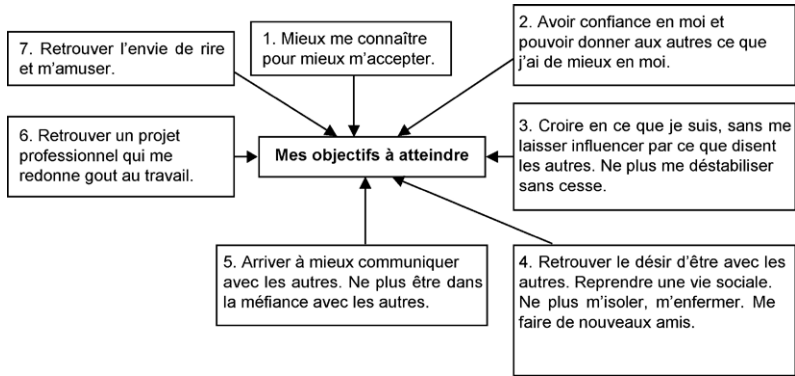 1. Mieux me connaître
pour mieux m'accepter.
2. Avoir confiance en moi et
pouvoir donner aux autres ce que
j'ai de mieux en moi.
3. Croire en ce que je suis, sans me
laisser influencer par ce que disent
les autres. Ne plus me déstabiliser
sans cesse.
4. Retrouver le désir d'être avec les
autres. Reprendre une vie sociale.
Ne plus m'isoler, m'enfermer. Me
faire de nouveaux amis.
5. Arriver à mieux communiquer
avec les autres. Ne plus être dans
la méfiance avec les autres.
6. Retrouver un projet
professionnel qui me
redonne gout au travail.
7. Retrouver l'envie de rire
et m'amuser.
Mes objectifs à atteindre